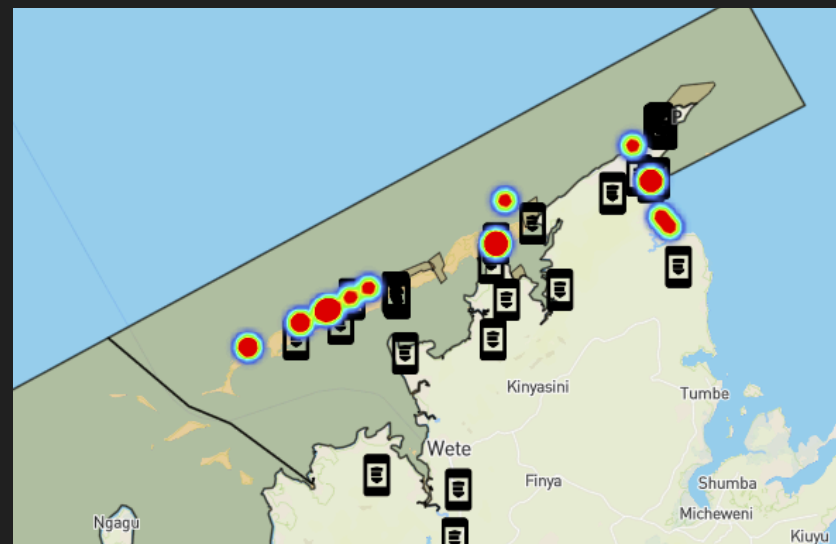 P
Kinyasini
Tumbe
Wete
Finya
Shumba
Micheweni
Ngagu
Kiuyu